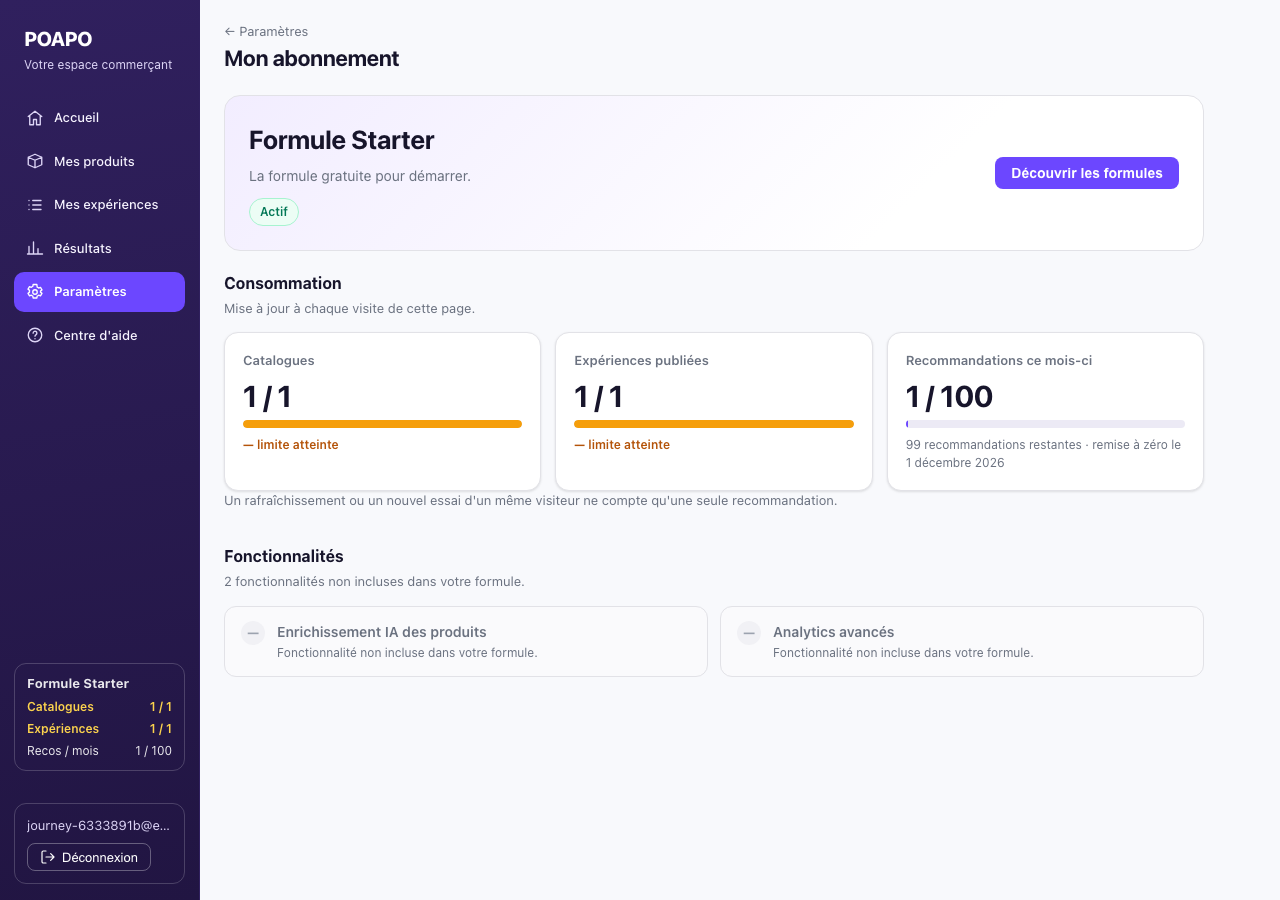 POAPO
Votre espace commerçant
Accueil
Mes produits
Mes expériences
Résultats
Paramètres
Centre d'aide
Formule Starter
Catalogues 1 / 1
Expériences 1 / 1
Recos / mois 1 / 100
journey-6333891b@e…
Déconnexion
← Paramètres
Mon abonnement
Formule Starter
La formule gratuite pour démarrer.
Actif
Découvrir les formules
Consommation
Mise à jour à chaque visite de cette page.
Catalogues
1 / 1
— limite atteinte
Expériences publiées
1 / 1
— limite atteinte
Recommandations ce mois-ci
1 / 100
99 recommandations restantes · remise à zéro le
1 décembre 2026
Un rafraîchissement ou un nouvel essai d'un même visiteur ne compte qu'une seule recommandation.
Fonctionnalités
2 fonctionnalités non incluses dans votre formule.
— Enrichissement IA des produits
Fonctionnalité non incluse dans votre formule.
— Analytics avancés
Fonctionnalité non incluse dans votre formule.